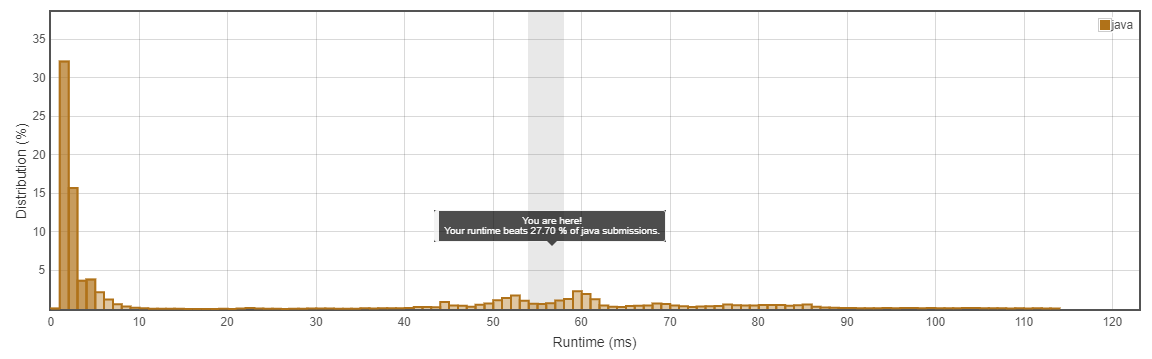 java
Distribution (%)
35
30
25
20
15
10
5
You are here!
Your runtime beats 27.70 % of java submissions.
0 10 20 30 40 50 60 70 80 90 100 110 120
Runtime (ms)